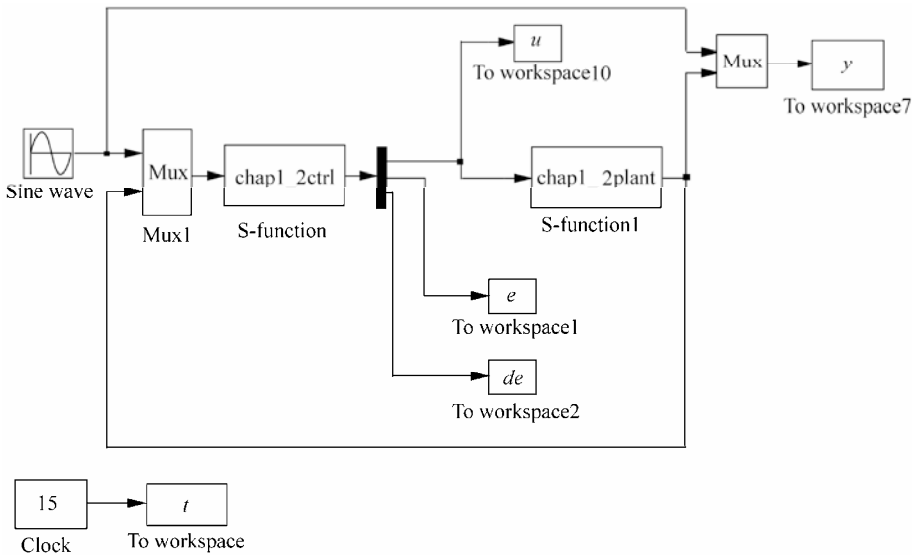 u
To workspace10
Mux
y
To workspace7
Sine wave
Mux
Mux1
chap1_2ctrl
S-function
chap1_2plant
S-function1
e
To workspace1
de
To workspace2
15
Clock
t
To workspace